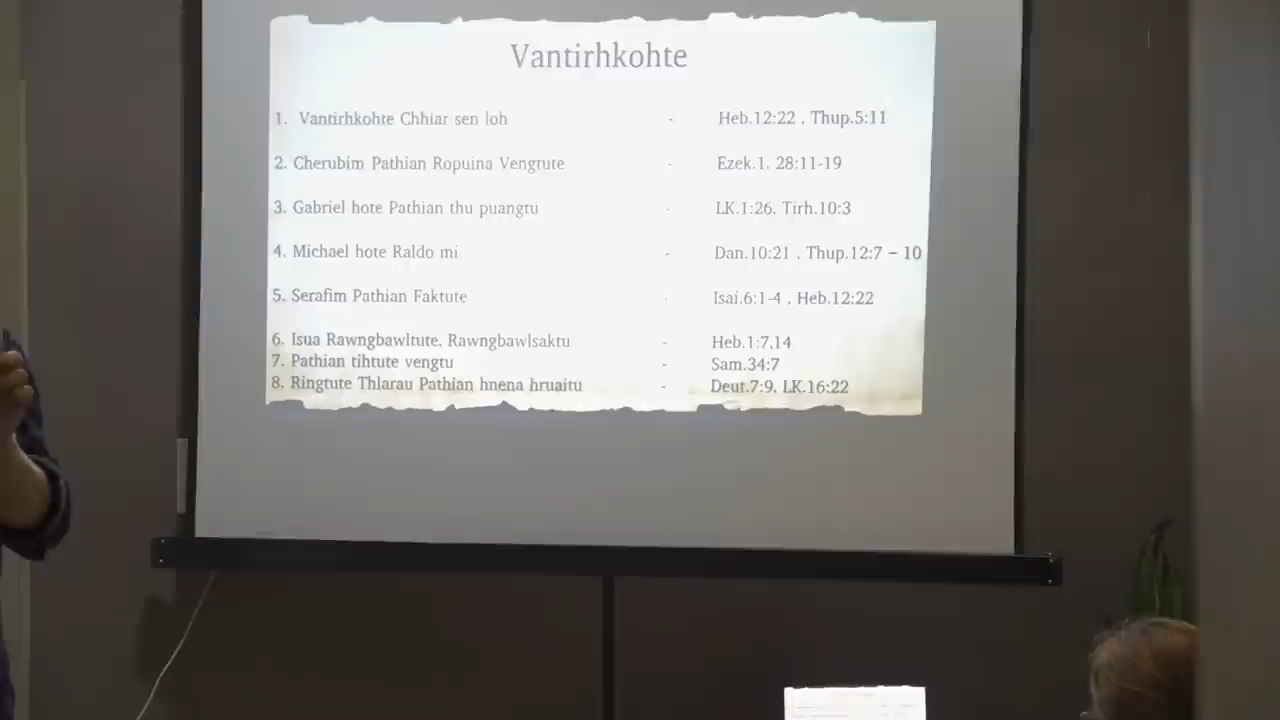 Vantirhkohte
1. Vantirhkohte Chhiar sen loh - Heb.12:22 , Thup.5:11
2. Cherubim Pathian Ropuina Vengtute - Ezek.1, 28:11-19
3. Gabriel hote Pathian thu puangtu - LK.1:26, Tirh.10:3
4. Michael hote Raldo mi - Dan.10:21 , Thup.12:7 – 10
5. Serafim Pathian Faktute - Isai.6:1-4 , Heb.12:22
6. Isua Rawngbawltute, Rawngbawlsaktu - Heb.1:7,14
7. Pathian tihtute vengtu - Sam.34:7
8. Ringtute Thlarau Pathian hnena hruaitu - Deut.7:9, LK.16:22